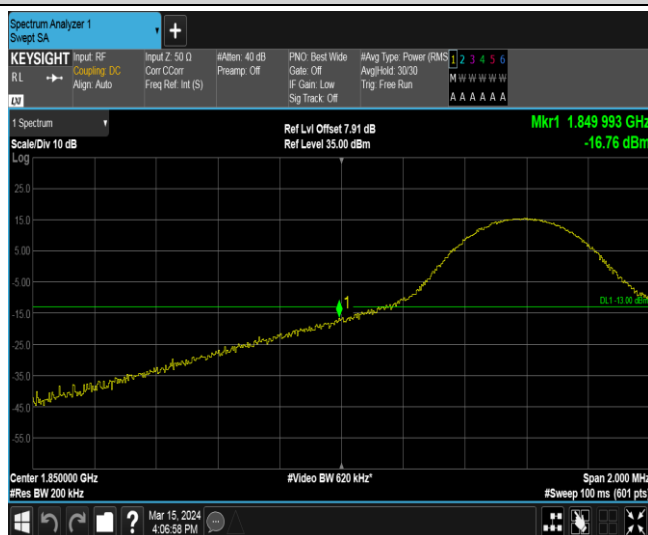 Spectrum Analyzer 1
Swept SA
+
KEYSIGHT Input: RF
RL Coupling: DC
Align: Auto
Input Z: 50 Ω
Corr CCorr
Freq Ref: Int (S)
#Atten: 40 dB
Preamp: Off
PNO: Best Wide
Gate: Off
IF Gain: Low
Sig Track: Off
#Avg Type: Power (RMS
Avg|Hold: 30/30
Trig: Free Run
1 2 3 4 5 6
M W W W W W
A A A A A A
LXI
1 Spectrum
Scale/Div 10 dB
Ref Lvl Offset 7.91 dB
Ref Level 35.00 dBm
Mkr1 1.849 993 GHz
-16.76 dBm
Log
25.0
15.0
5.00
-5.00
-15.0
-25.0
-35.0
-45.0
-55.0
1
DL1 -13.00 dBm
Center 1.850000 GHz
#Res BW 200 kHz
#Video BW 620 kHz*
Span 2.000 MHz
#Sweep 100 ms (601 pts)
?
Mar 15, 2024
4:06:58 PM